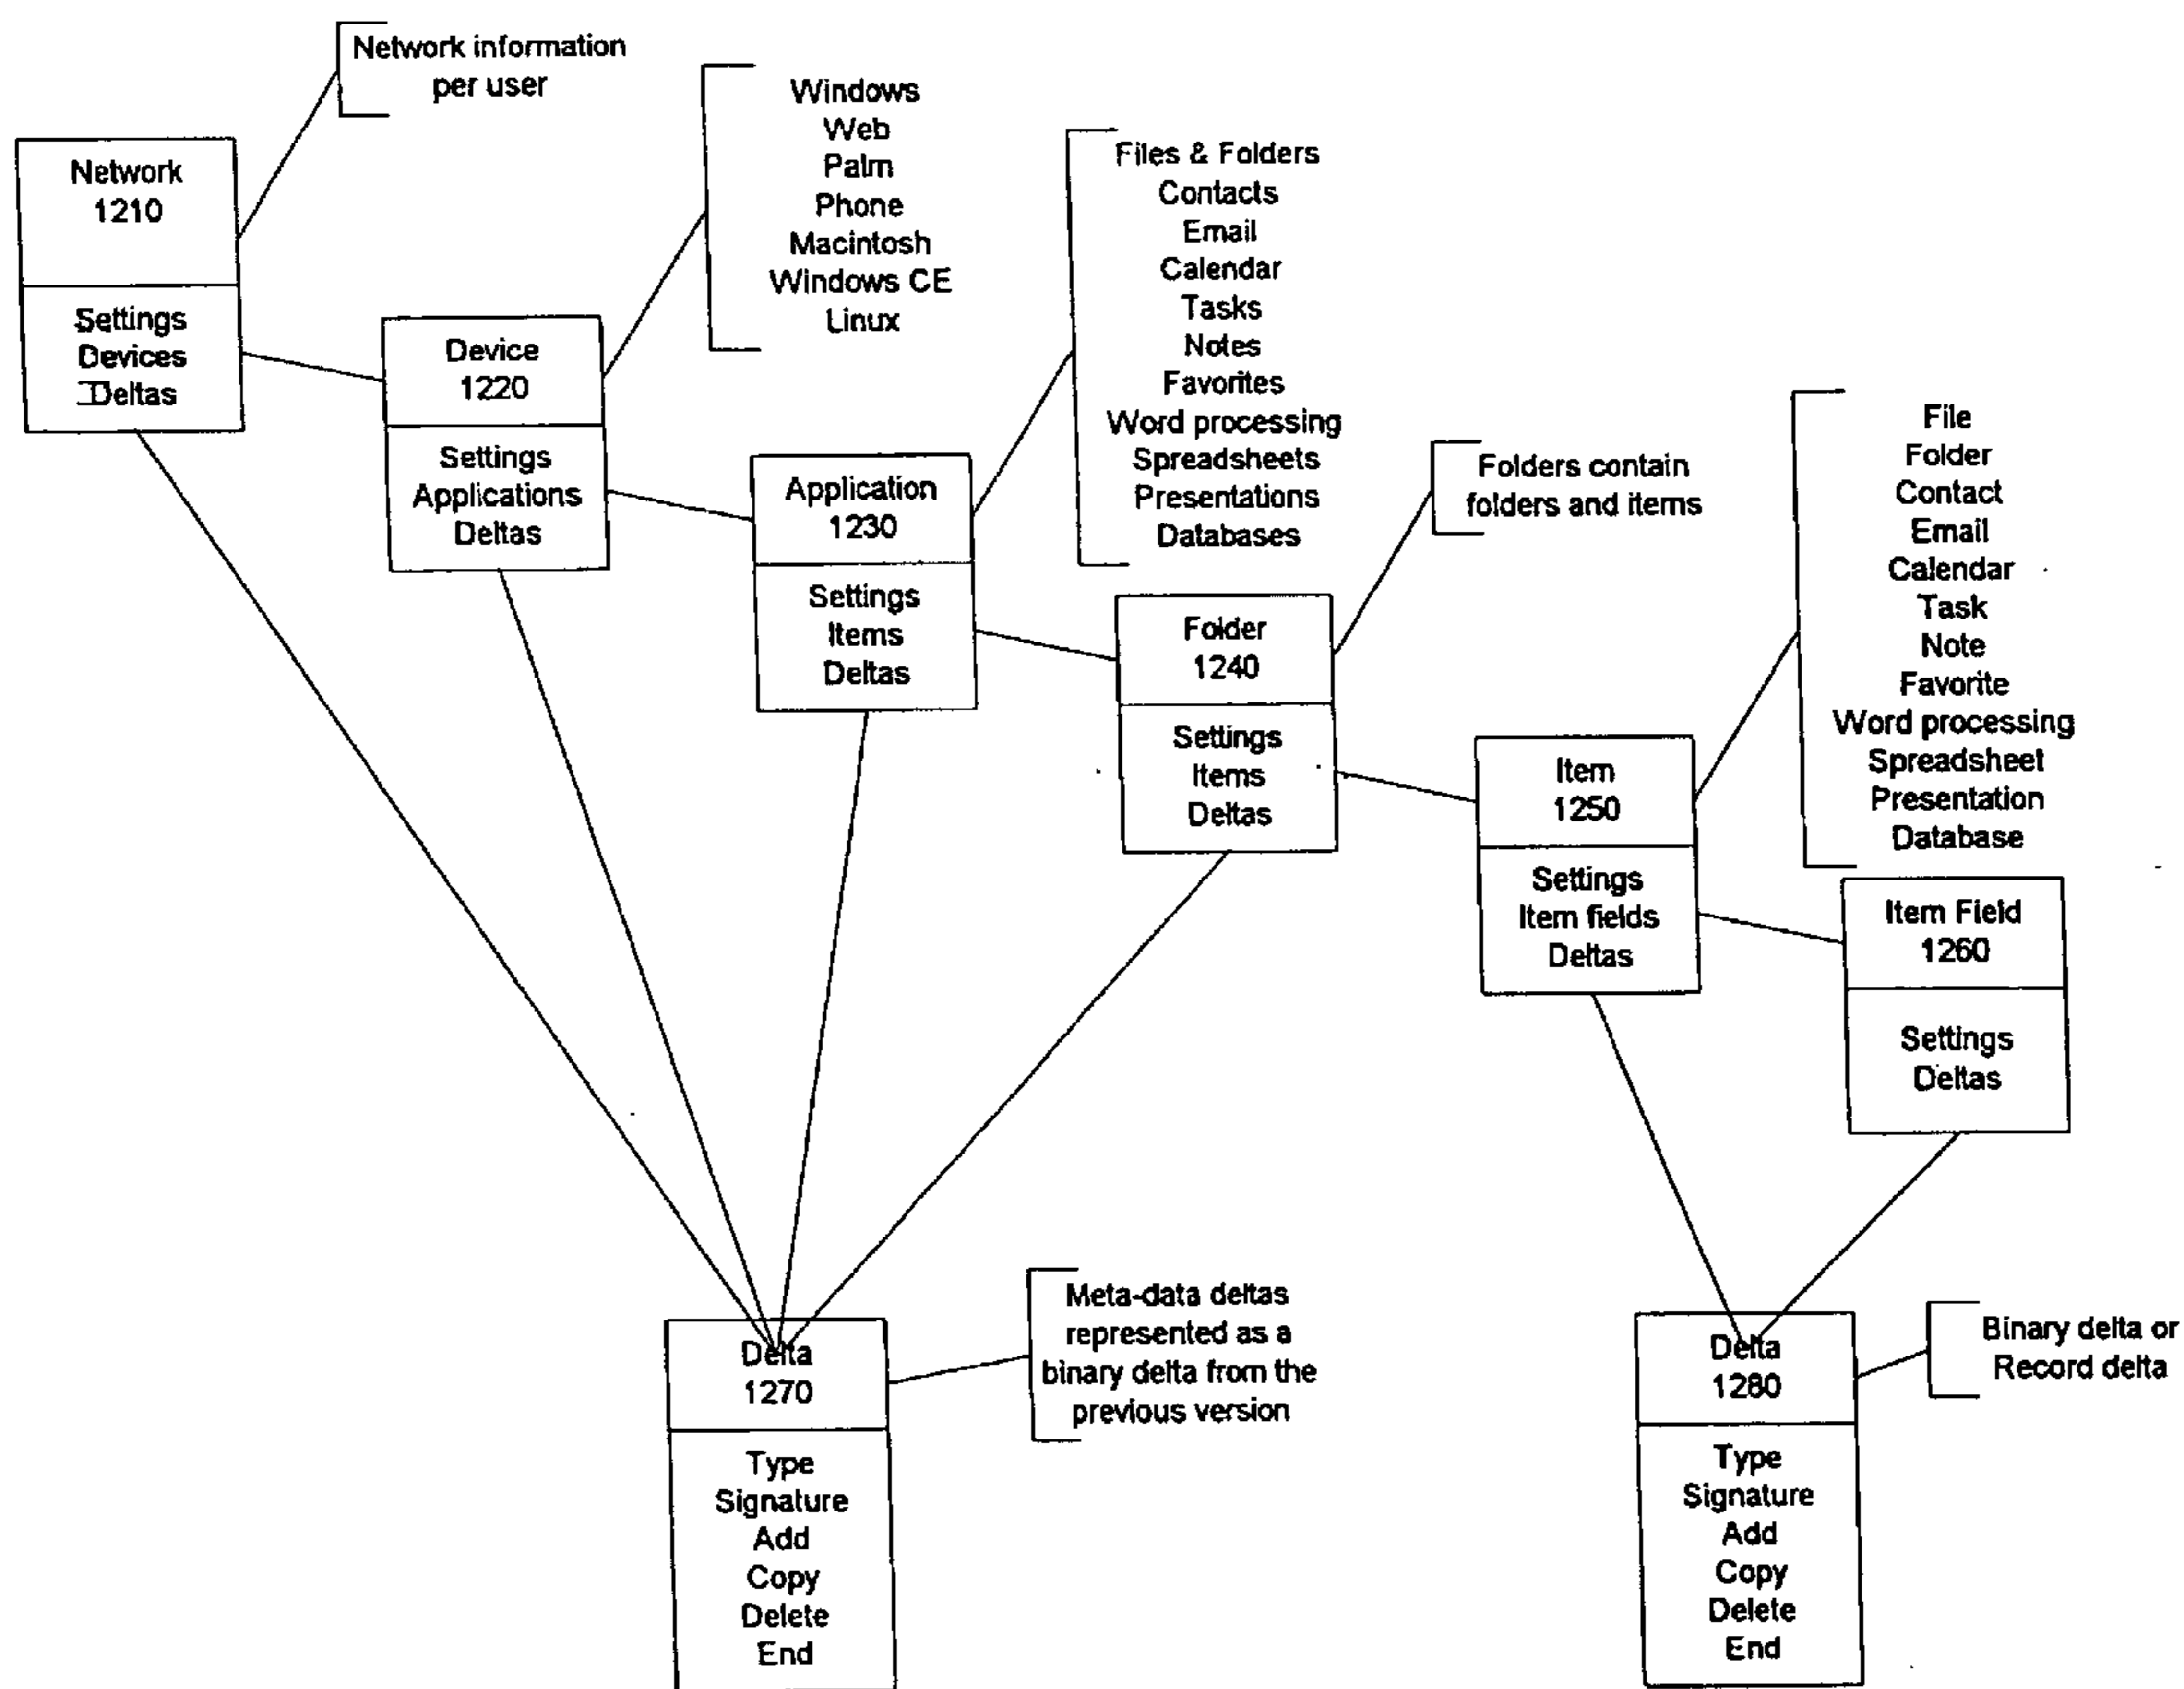 Network information
per user
Network
1210
Settings
Devices
Deltas
Windows
Web
Palm
Phone
Macintosh
Windows CE
Linux
Device
1220
Settings
Applications
Deltas
Files & Folders
Contacts
Email
Calendar
Tasks
Notes
Favorites
Word processing
Spreadsheets
Presentations
Databases
Application
1230
Settings
Items
Deltas
Folders contain
folders and items
Folder
1240
Settings
Items
Deltas
File
Folder
Contact
Email
Calendar
Task
Note
Favorite
Word processing
Spreadsheet
Presentation
Database
Item
1250
Settings
Item fields
Deltas
Item Field
1260
Settings
Deltas
Delta
1270
Type
Signature
Add
Copy
Delete
End
Meta-data deltas
represented as a
binary delta from the
previous version
Delta
1280
Type
Signature
Add
Copy
Delete
End
Binary delta or
Record delta